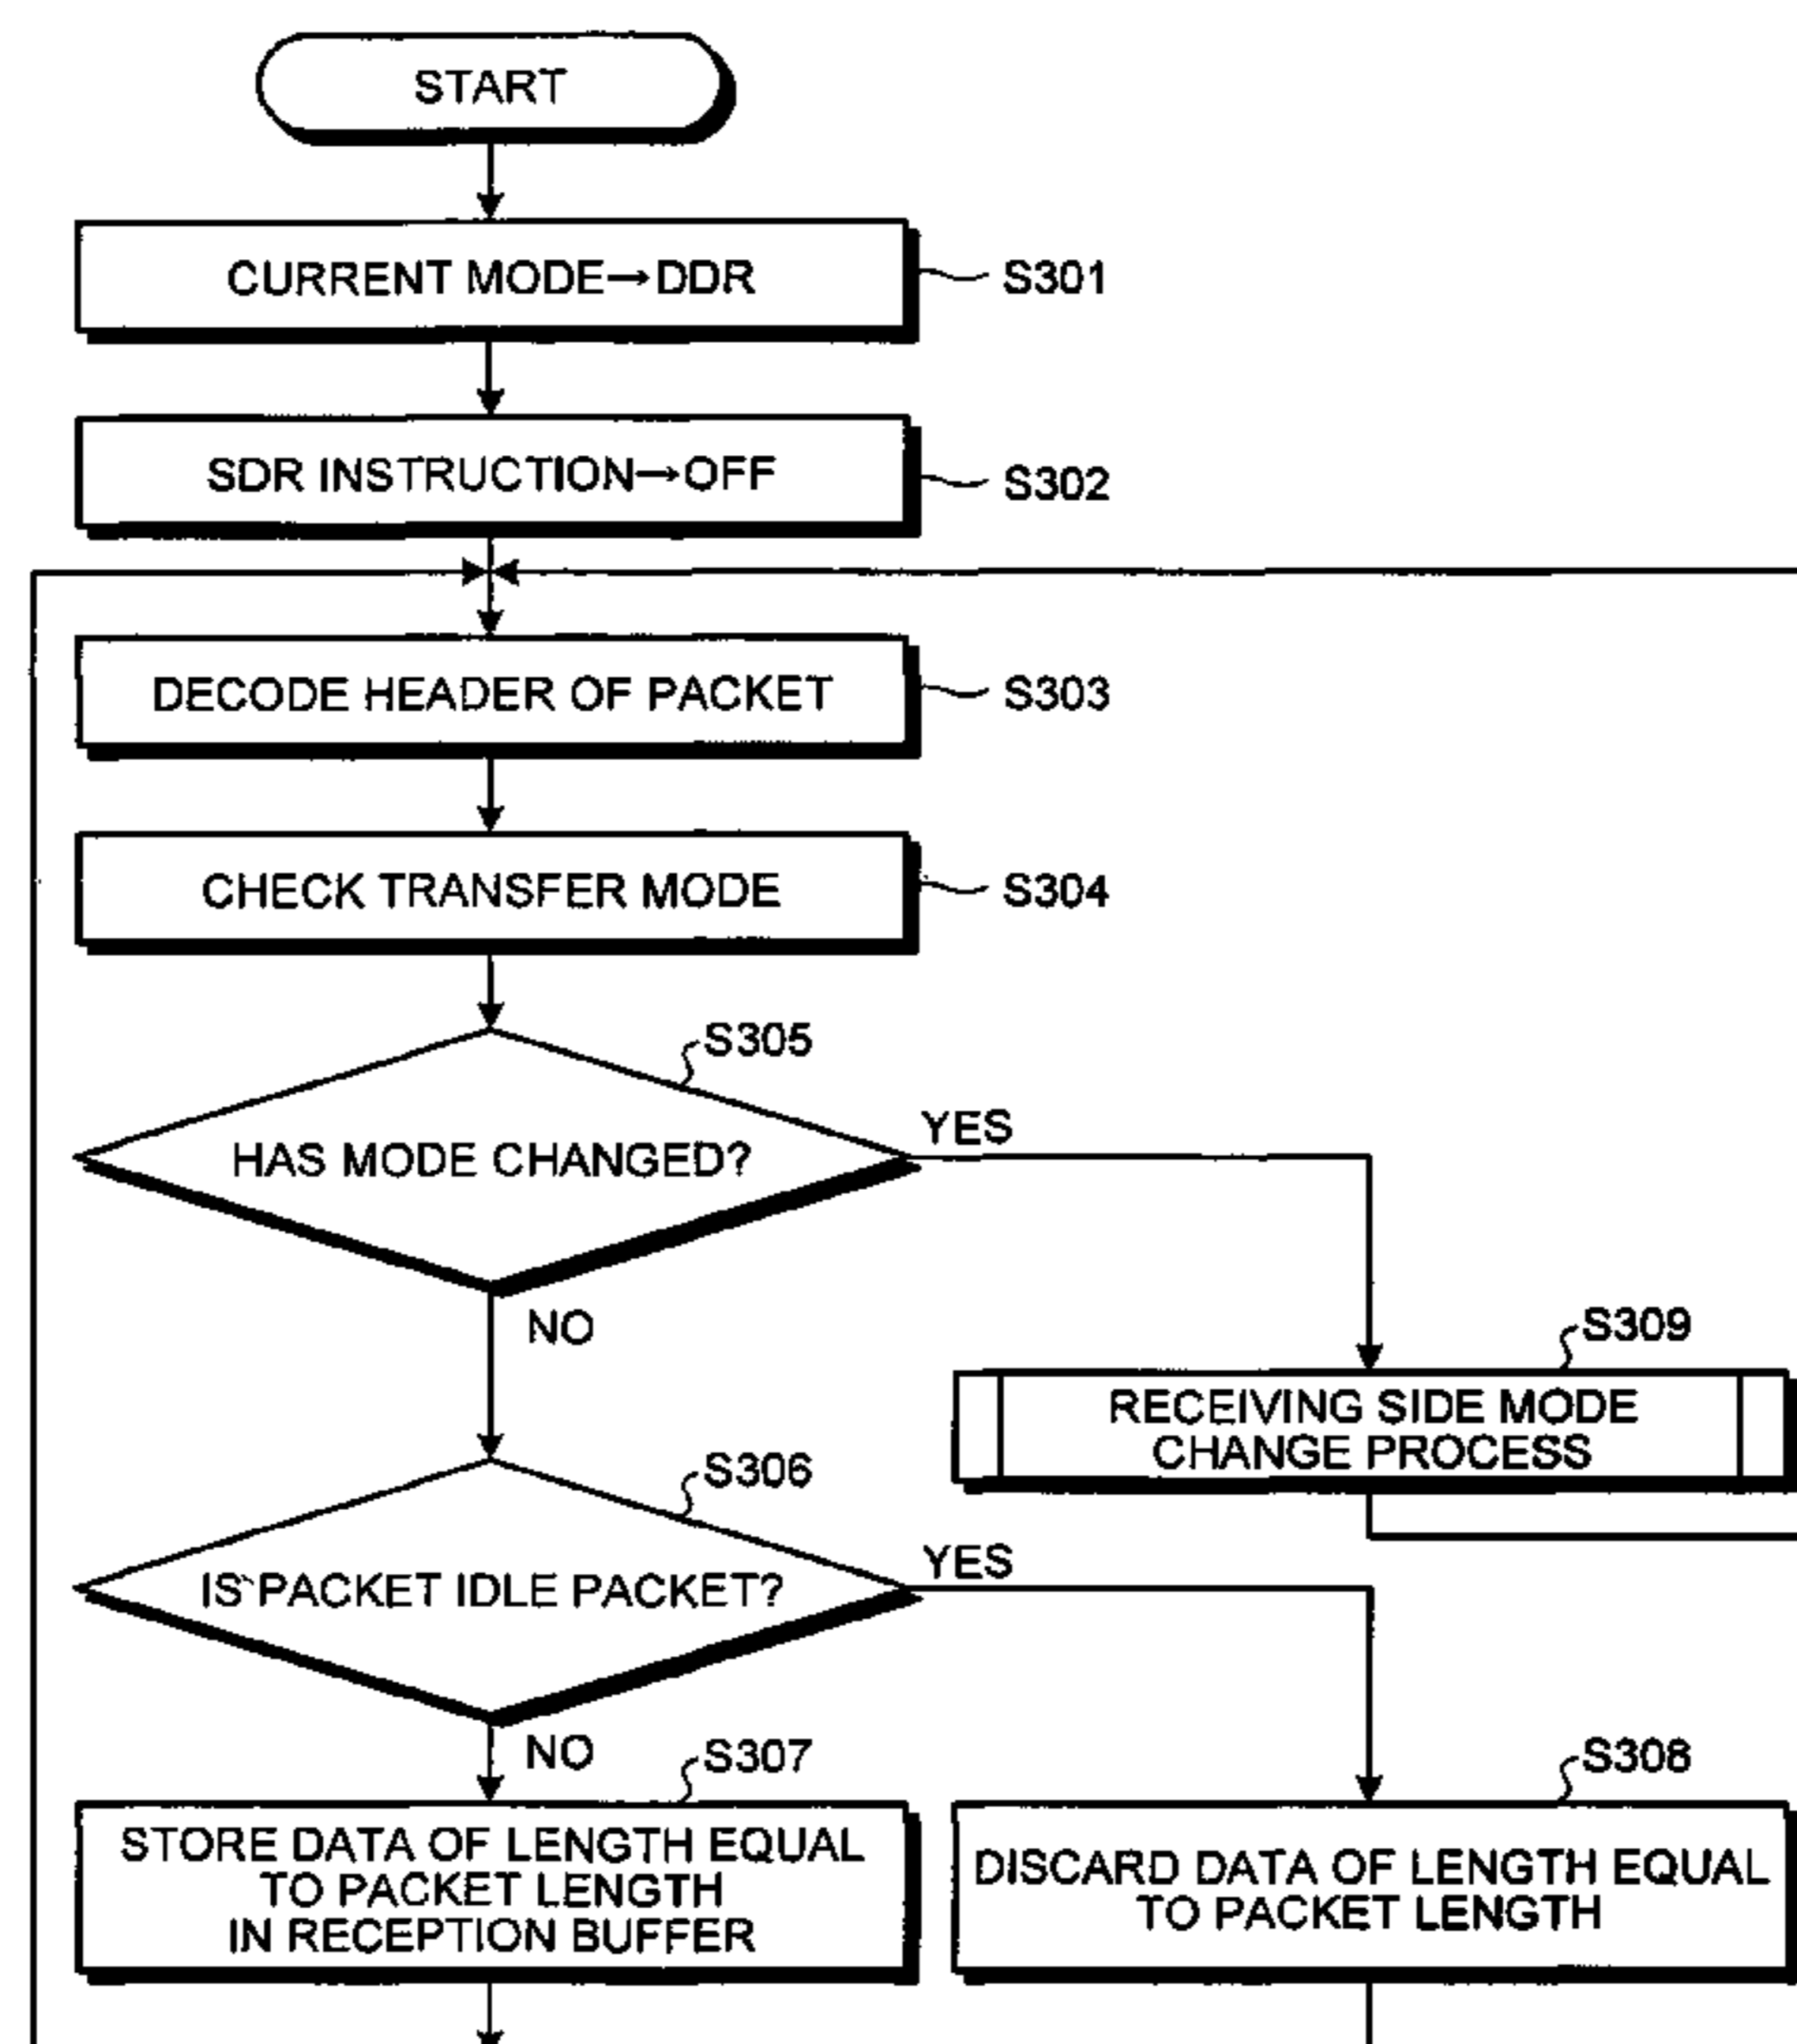 START
CURRENT MODE→DDR
S301
SDR INSTRUCTION→OFF
S302
DECODE HEADER OF PACKET
S303
CHECK TRANSFER MODE
S304
S305
HAS MODE CHANGED?
YES
NO
S309
RECEIVING SIDE MODE
CHANGE PROCESS
S306
IS PACKET IDLE PACKET?
YES
NO
S307
STORE DATA OF LENGTH EQUAL
TO PACKET LENGTH
IN RECEPTION BUFFER
S308
DISCARD DATA OF LENGTH EQUAL
TO PACKET LENGTH